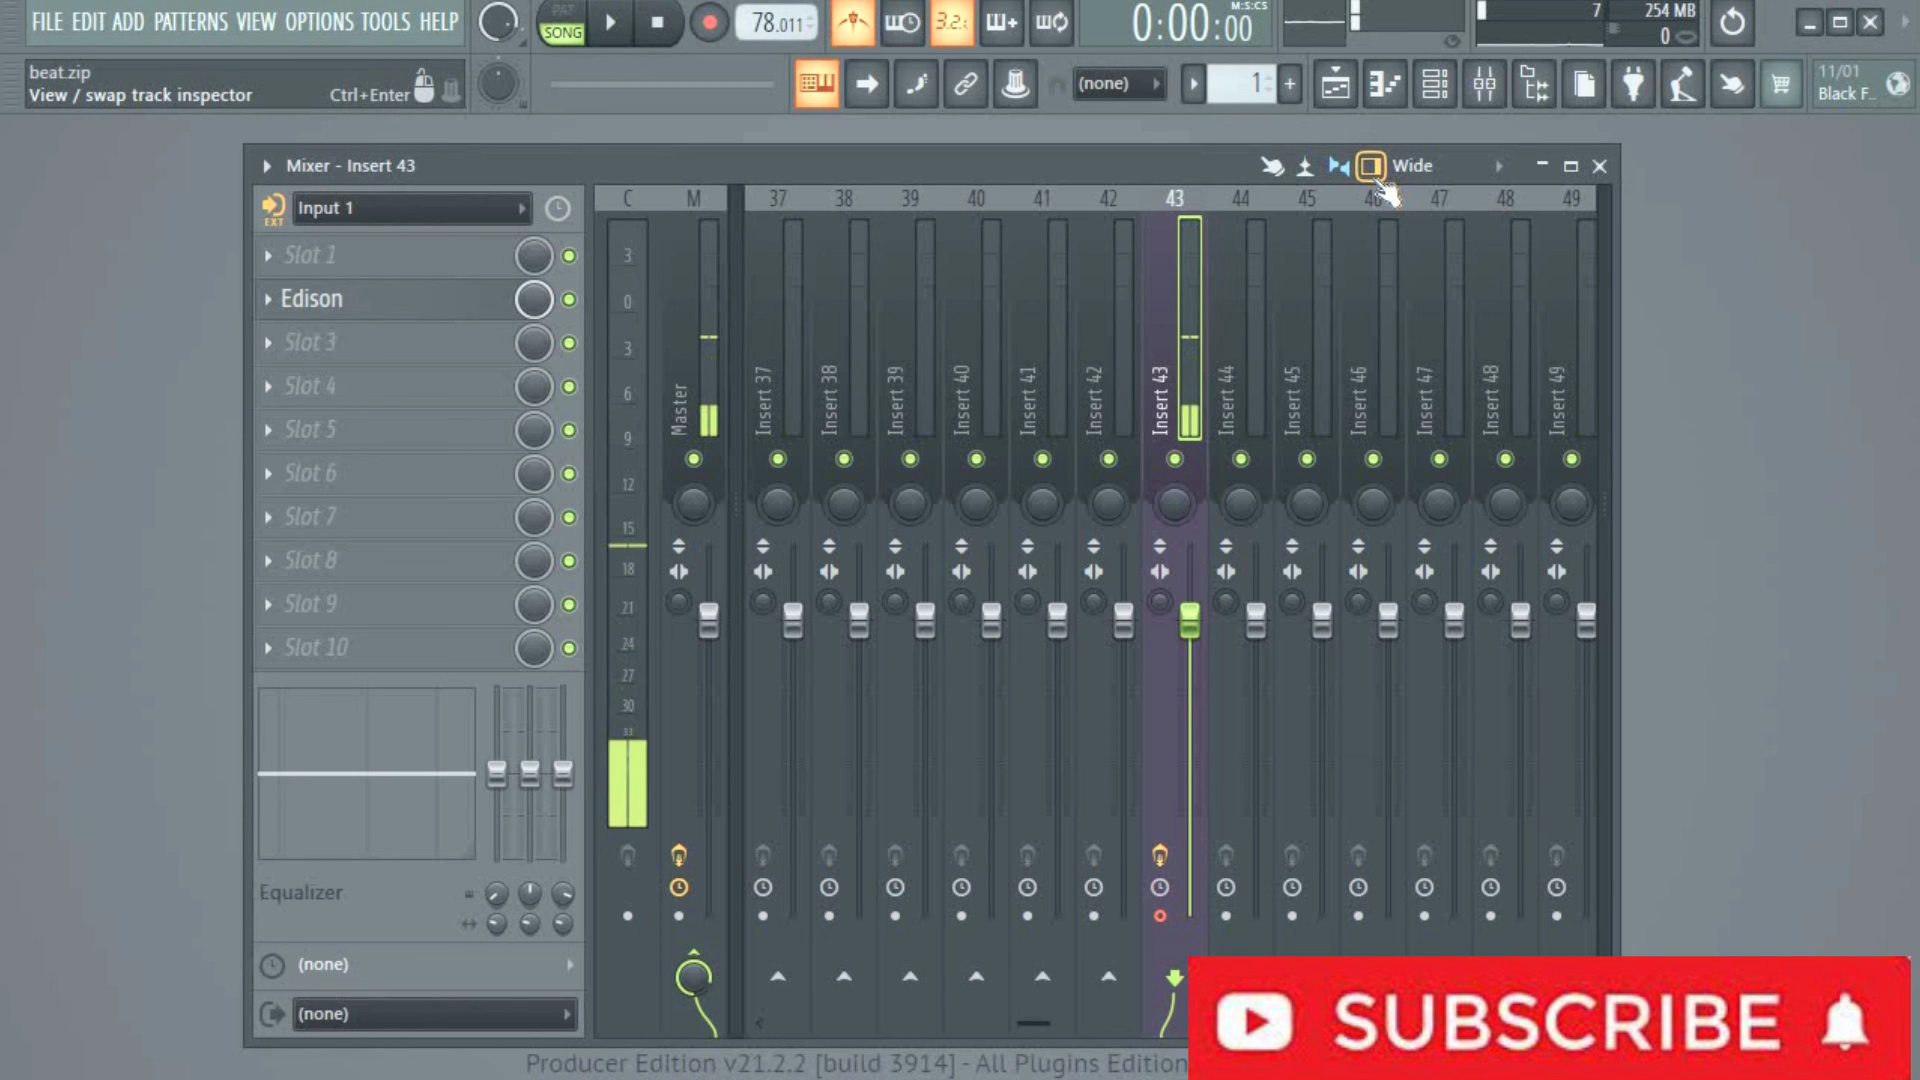 FILE EDIT ADD PATTERNS VIEW OPTIONS TOOLS HELP
PAT
SONG
78.011
3.2
M:S:CS
0:00:00
7
254 MB
0
beat.zip
View / swap track inspector Ctrl+Enter
(none)
1
11/01
Black F..
Mixer - Insert 43
Wide
EXT
Input 1
C M 37 38 39 40 41 42 43 44 45 46 47 48 49
Slot 1
Edison
Slot 3
Slot 4
Slot 5
Slot 6
Slot 7
Slot 8
Slot 9
Slot 10
3
0
3
6
9
12
15
18
21
24
27
30
33
Master
Insert 37
Insert 38
Insert 39
Insert 40
Insert 41
Insert 42
Insert 43
Insert 44
Insert 45
Insert 46
Insert 47
Insert 48
Insert 49
Equalizer
(none)
(none)
SUBSCRIBE
Producer Edition v21.2.2 [build 3914] - All Plugins Edition